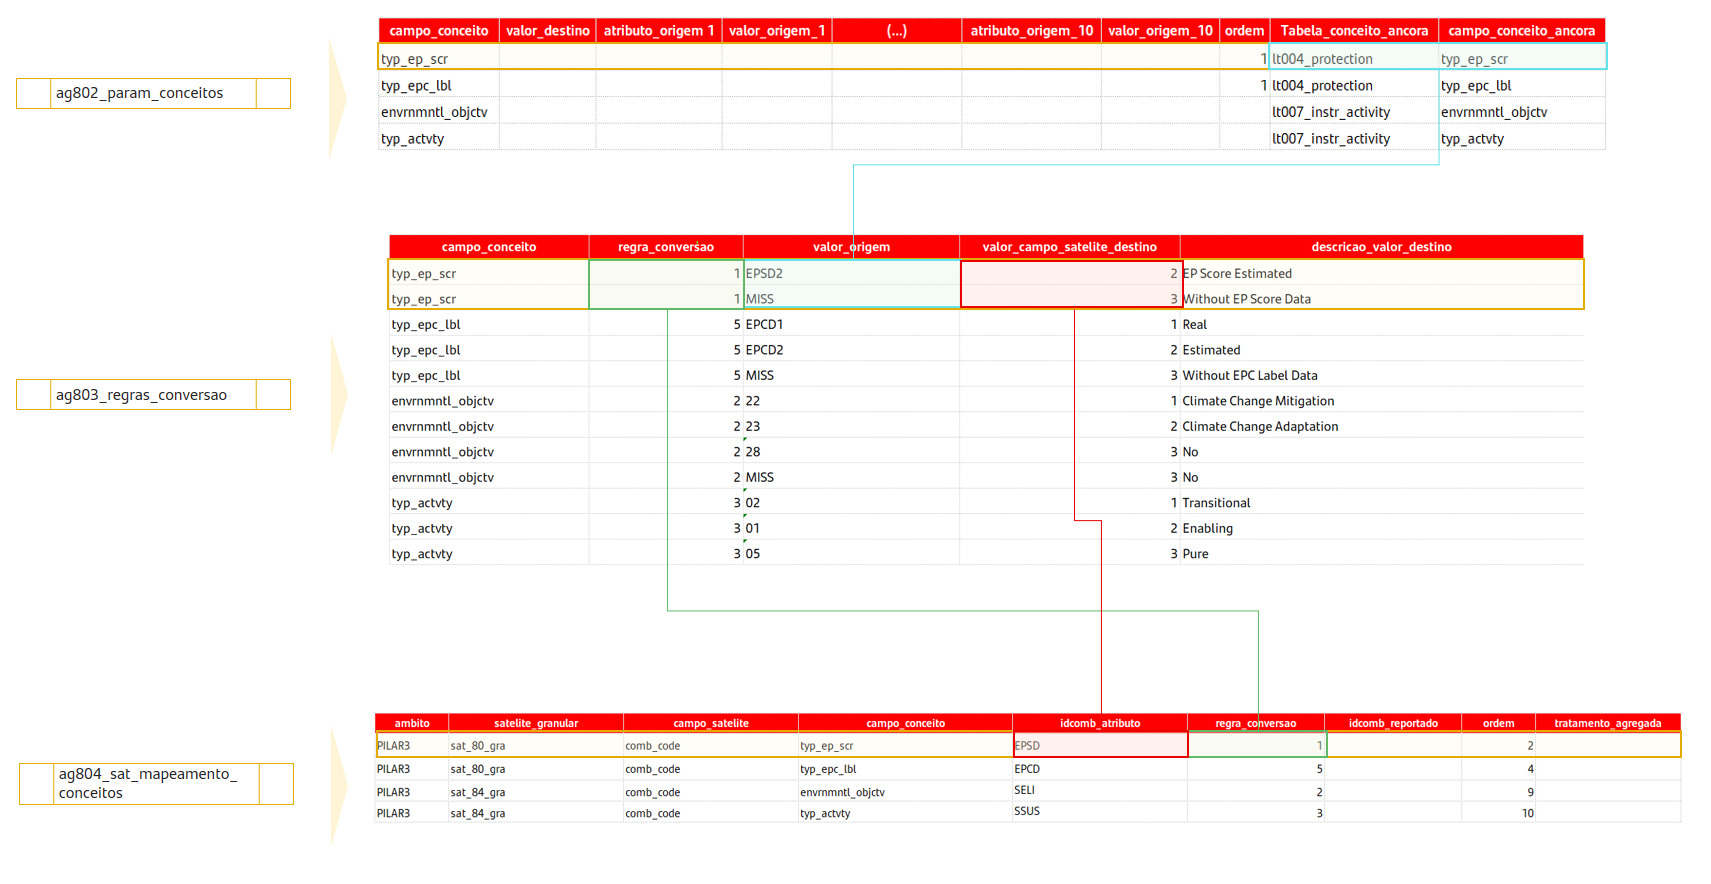 ag802_param_conceitos
campo_conceito valor_destino atributo_origem 1 valor_origem_1 (...) atributo_origem_10 valor_origem_10 ordem Tabela_conceito_ancora campo_conceito_ancora
typ_ep_scr 1 lt004_protection typ_ep_scr
typ_epc_lbl 1 lt004_protection typ_epc_lbl
envrnmntl_objctv lt007_instr_activity envrnmntl_objctv
typ_actvty lt007_instr_activity typ_actvty
ag803_regras_conversao
campo_conceito regra_conversao valor_origem valor_campo_satelite_destino descricao_valor_destino
typ_ep_scr 1 EPSD2 2 EP Score Estimated
typ_ep_scr 1 MISS 3 Without EP Score Data
typ_epc_lbl 5 EPCD1 1 Real
typ_epc_lbl 5 EPCD2 2 Estimated
typ_epc_lbl 5 MISS 3 Without EPC Label Data
envrnmntl_objctv 2 22 1 Climate Change Mitigation
envrnmntl_objctv 2 23 2 Climate Change Adaptation
envrnmntl_objctv 2 28 3 No
envrnmntl_objctv 2 MISS 3 No
typ_actvty 3 02 1 Transitional
typ_actvty 3 01 2 Enabling
typ_actvty 3 05 3 Pure
ag804_sat_mapeamento_
conceitos
ambito satelite_granular campo_satelite campo_conceito idcomb_atributo regra_conversao idcomb_reportado ordem tratamento_agregada
PILAR3 sat_80_gra comb_code typ_ep_scr EPSD 1 2
PILAR3 sat_80_gra comb_code typ_epc_lbl EPCD 5 4
PILAR3 sat_84_gra comb_code envrnmntl_objctv SELI 2 9
PILAR3 sat_84_gra comb_code typ_actvty SSUS 3 10